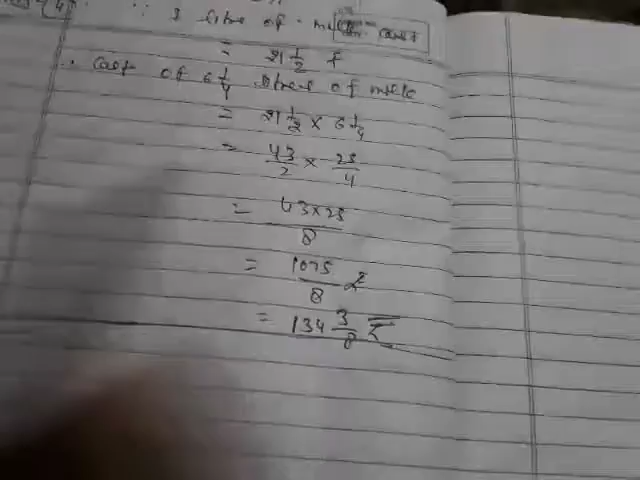 ∵ 1 litre of milk cost
= 21 1/2 ₹
∴ Cost of 6 1/4 litres of milk
= 21 1/2 × 6 1/4
= 43/2 × 25/4
= 43×25/8
= 1075/8 ₹
= 134 3/8 ₹